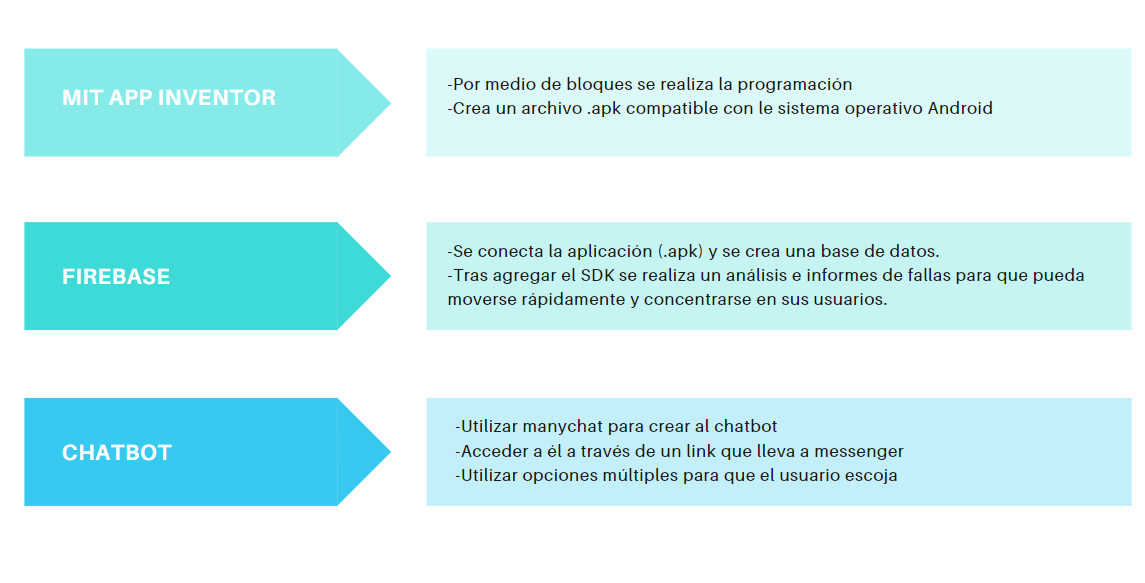 MIT APP INVENTOR
-Por medio de bloques se realiza la programación
-Crea un archivo .apk compatible con le sistema operativo Android
FIREBASE
-Se conecta la aplicación (.apk) y se crea una base de datos.
-Tras agregar el SDK se realiza un análisis e informes de fallas para que pueda
moverse rápidamente y concentrarse en sus usuarios.
CHATBOT
-Utilizar manychat para crear al chatbot
-Acceder a él a través de un link que lleva a messenger
-Utilizar opciones múltiples para que el usuario escoja